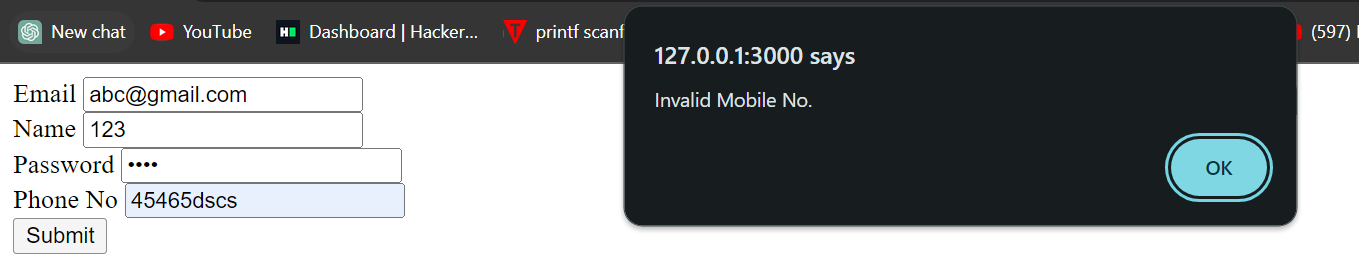 New chat YouTube Dashboard | Hacker... printf scanf (597)
127.0.0.1:3000 says
Invalid Mobile No.
OK
Email abc@gmail.com
Name 123
Password ••••
Phone No 45465dscs
Submit